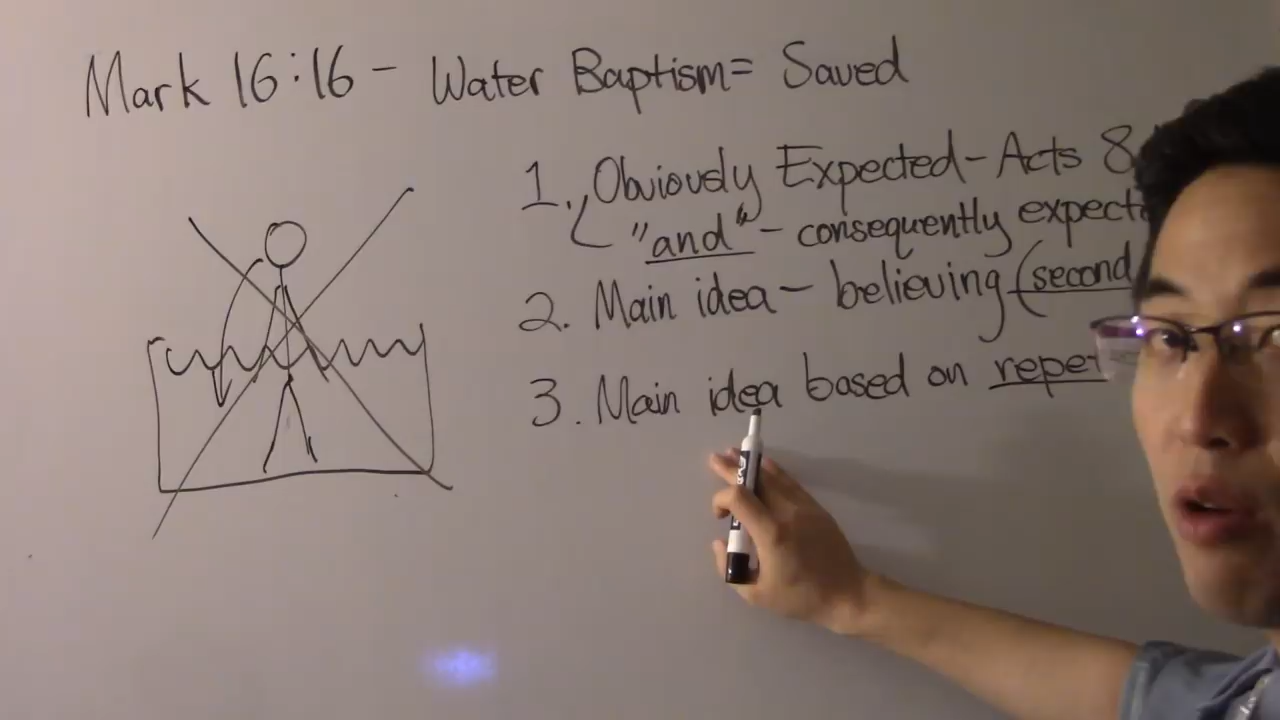 Mark 16:16 - Water Baptism= Saved
1. Obviously Expected-Acts 8
"and"- consequently expect
2. Main idea- believing (second
3. Main idea based on repe